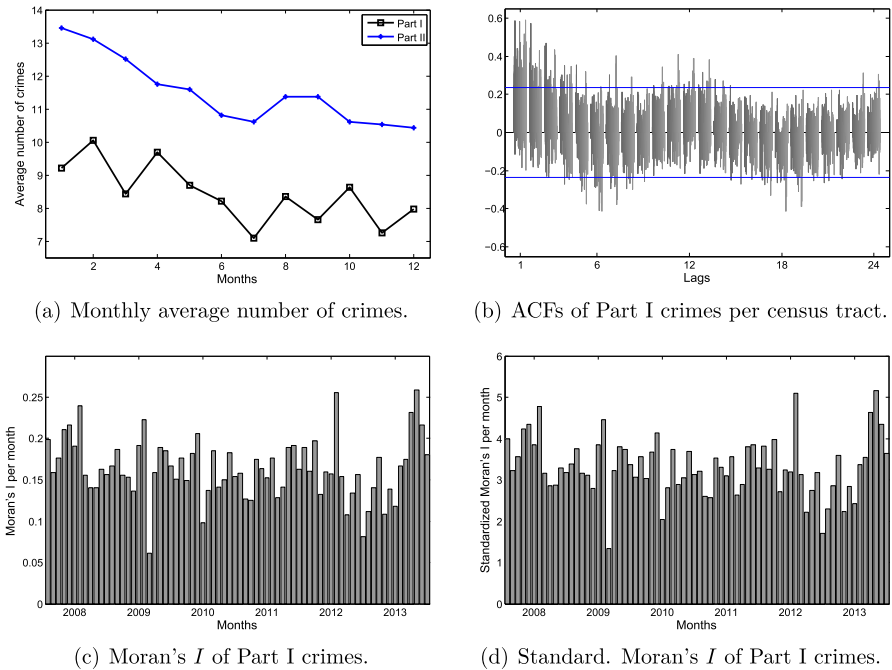 14
13
12
11
10
9
8
7
Average number of crimes
Part I
Part II
2 4 6 8 10 12
Months
(a) Monthly average number of crimes.
0.6
0.4
0.2
0
−0.2
−0.4
−0.6
1 6 12 18 24
Lags
(b) ACFs of Part I crimes per census tract.
0.25
0.2
0.15
0.1
0.05
0
Moran's I per month
2008 2009 2010 2011 2012 2013
Months
(c) Moran's I of Part I crimes.
6
5
4
3
2
1
0
Standardized Moran's I per month
2008 2009 2010 2011 2012 2013
Months
(d) Standard. Moran's I of Part I crimes.